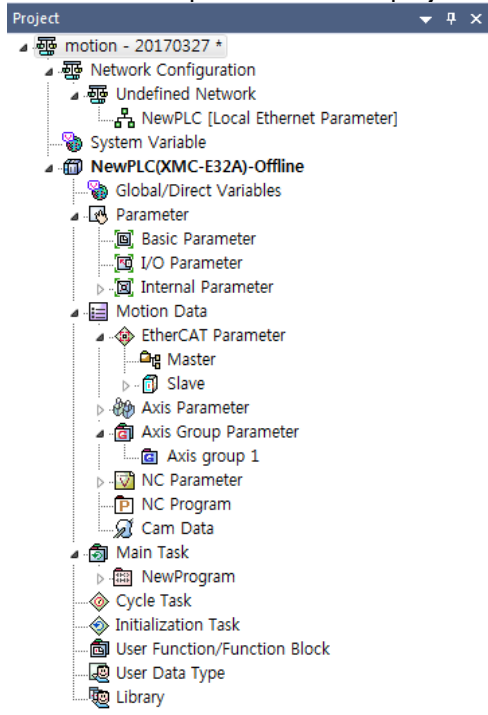 Project
motion - 20170327 *
Network Configuration
Undefined Network
NewPLC [Local Ethernet Parameter]
System Variable
NewPLC(XMC-E32A)-Offline
Global/Direct Variables
Parameter
Basic Parameter
I/O Parameter
Internal Parameter
Motion Data
EtherCAT Parameter
Master
Slave
Axis Parameter
Axis Group Parameter
Axis group 1
NC Parameter
NC Program
Cam Data
Main Task
NewProgram
Cycle Task
Initialization Task
User Function/Function Block
User Data Type
Library